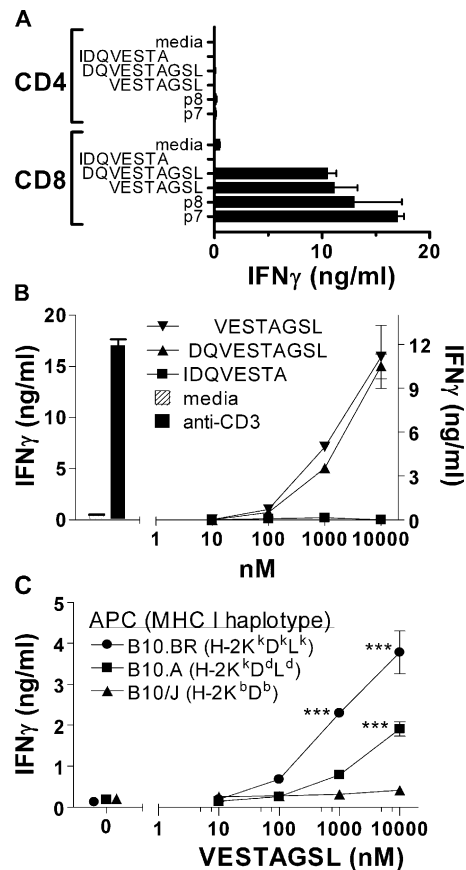 A
CD4
media
IDQVESTA
DQVESTAGSL
VESTAGSL
p8
p7
CD8
media
IDQVESTA
DQVESTAGSL
VESTAGSL
p8
p7
0 10 20
IFNγ (ng/ml)
B
IFNγ (ng/ml)
20
15
10
5
0
VESTAGSL
DQVESTAGSL
IDQVESTA
media
anti-CD3
12
9
6
3
0
IFNγ (ng/ml)
1 10 100 1000 10000
nM
C
IFNγ (ng/ml)
5
4
3
2
1
0
APC (MHC I haplotype)
B10.BR (H-2KᵏDᵏLᵏ)
B10.A (H-2KᵏDᵈLᵈ)
B10/J (H-2KᵇDᵇ)
***
***
***
0 1 10 100 1000 10000
VESTAGSL (nM)